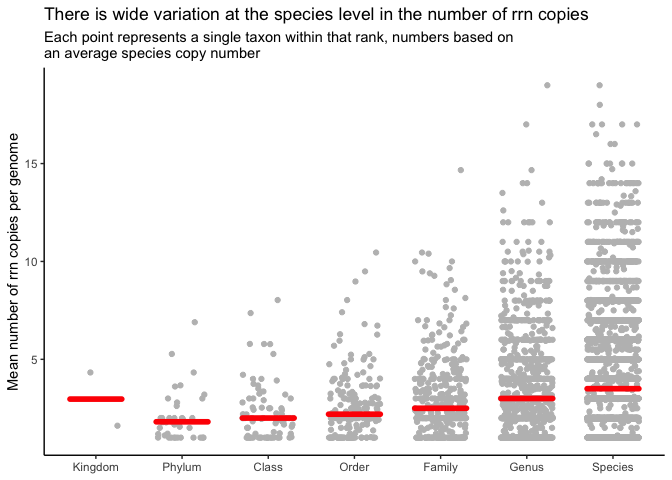 There is wide variation at the species level in the number of rrn copies
Each point represents a single taxon within that rank, numbers based on
an average species copy number
Mean number of rrn copies per genome
15
10
5
Kingdom Phylum Class Order Family Genus Species